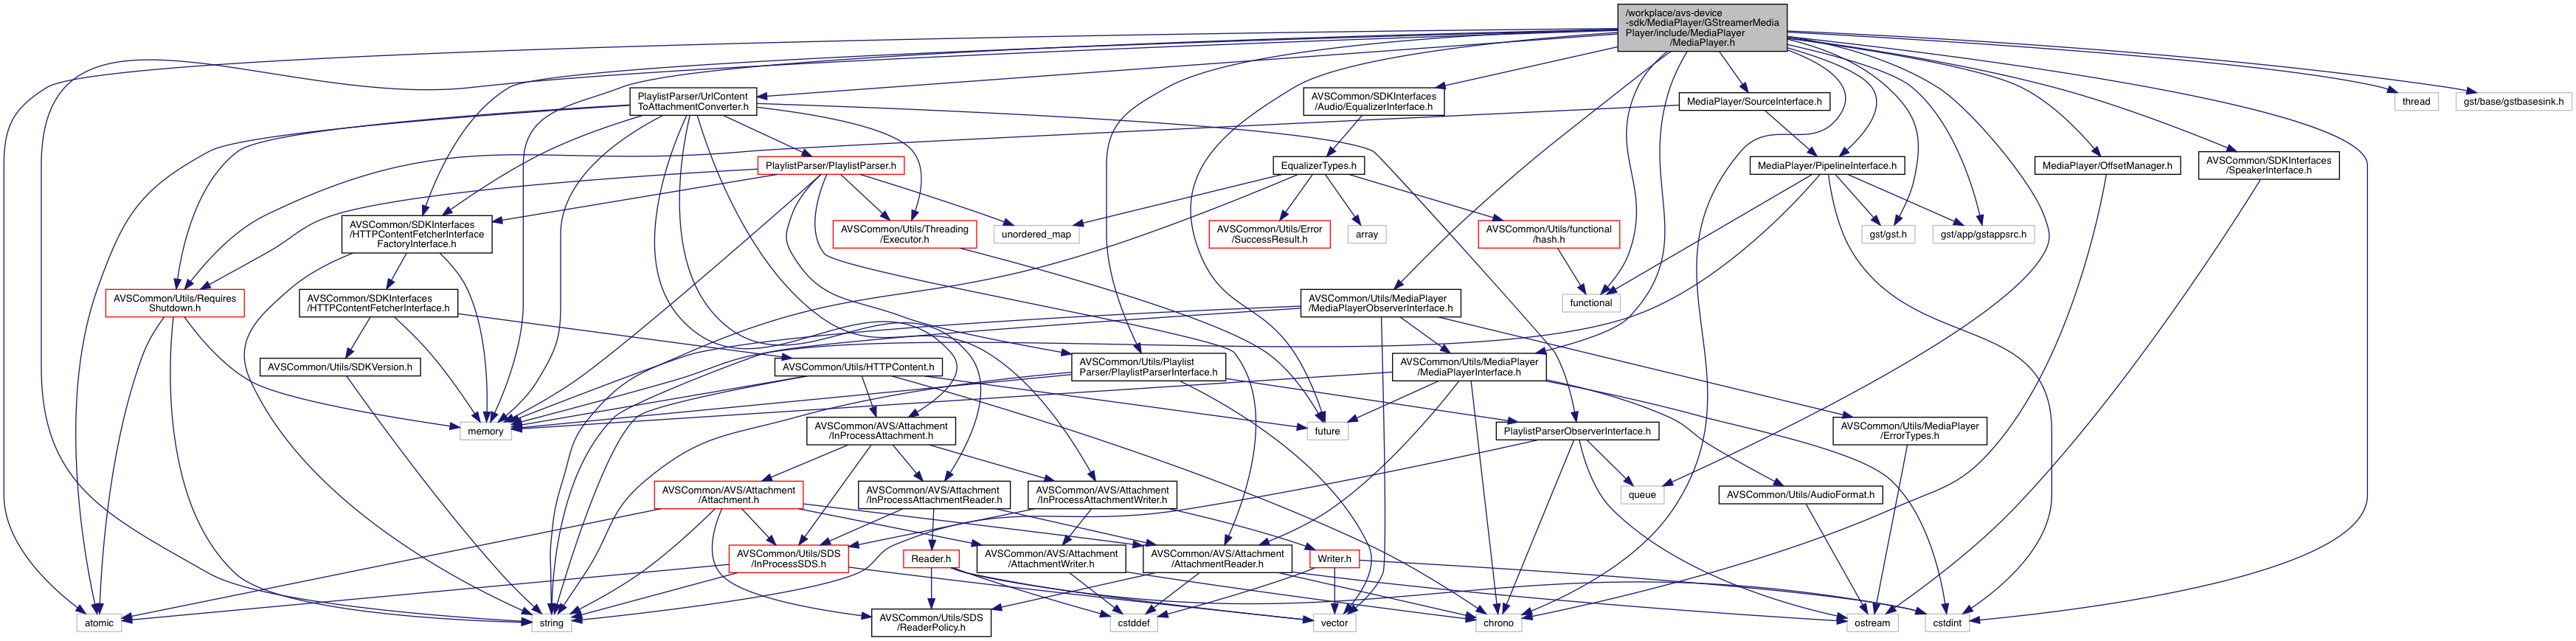 /workplace/avs-device
-sdk/MediaPlayer/GStreamerMedia
Player/include/MediaPlayer
/MediaPlayer.h
PlaylistParser/UrlContent
ToAttachmentConverter.h
AVSCommon/SDKInterfaces
/Audio/EqualizerInterface.h
MediaPlayer/SourceInterface.h
thread
gst/base/gstbasesink.h
PlaylistParser/PlaylistParser.h
EqualizerTypes.h
MediaPlayer/PipelineInterface.h
MediaPlayer/OffsetManager.h
AVSCommon/SDKInterfaces
/SpeakerInterface.h
AVSCommon/SDKInterfaces
/HTTPContentFetcherInterface
FactoryInterface.h
AVSCommon/Utils/Threading
/Executor.h
unordered_map
AVSCommon/Utils/Error
/SuccessResult.h
array
AVSCommon/Utils/functional
/hash.h
gst/gst.h
gst/app/gstappsrc.h
AVSCommon/Utils/Requires
Shutdown.h
AVSCommon/SDKInterfaces
/HTTPContentFetcherInterface.h
AVSCommon/Utils/MediaPlayer
/MediaPlayerObserverInterface.h
functional
AVSCommon/Utils/SDKVersion.h
AVSCommon/Utils/HTTPContent.h
AVSCommon/Utils/Playlist
Parser/PlaylistParserInterface.h
AVSCommon/Utils/MediaPlayer
/MediaPlayerInterface.h
memory
AVSCommon/AVS/Attachment
/InProcessAttachment.h
future
PlaylistParserObserverInterface.h
AVSCommon/Utils/MediaPlayer
/ErrorTypes.h
AVSCommon/AVS/Attachment
/Attachment.h
AVSCommon/AVS/Attachment
/InProcessAttachmentReader.h
AVSCommon/AVS/Attachment
/InProcessAttachmentWriter.h
queue
AVSCommon/Utils/AudioFormat.h
AVSCommon/Utils/SDS
/InProcessSDS.h
Reader.h
AVSCommon/AVS/Attachment
/AttachmentWriter.h
AVSCommon/AVS/Attachment
/AttachmentReader.h
Writer.h
atomic
string
AVSCommon/Utils/SDS
/ReaderPolicy.h
cstddef
vector
chrono
ostream
cstdint